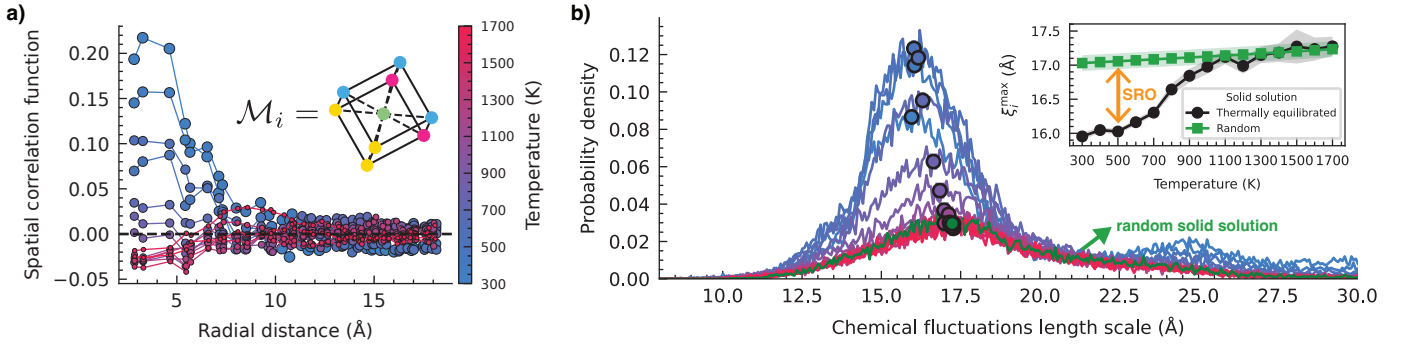 a)
Spatial correlation function
0.20
0.15
0.10
0.05
0.00
−0.05
5
10
15
Radial distance (Å)
ℳᵢ =
1700
1500
1300
1100
900
700
500
300
Temperature (K)
b)
Probability density
0.12
0.10
0.08
0.06
0.04
0.02
0.00
10.0 12.5 15.0 17.5 20.0 22.5 25.0 27.5 30.0
Chemical fluctuations length scale (Å)
random solid solution
ξᵢᵐᵃˣ (Å)
17.5
17.0
16.5
16.0
SRO
Solid solution
Thermally equilibrated
Random
300 500 700 900 1100 1300 1500 1700
Temperature (K)